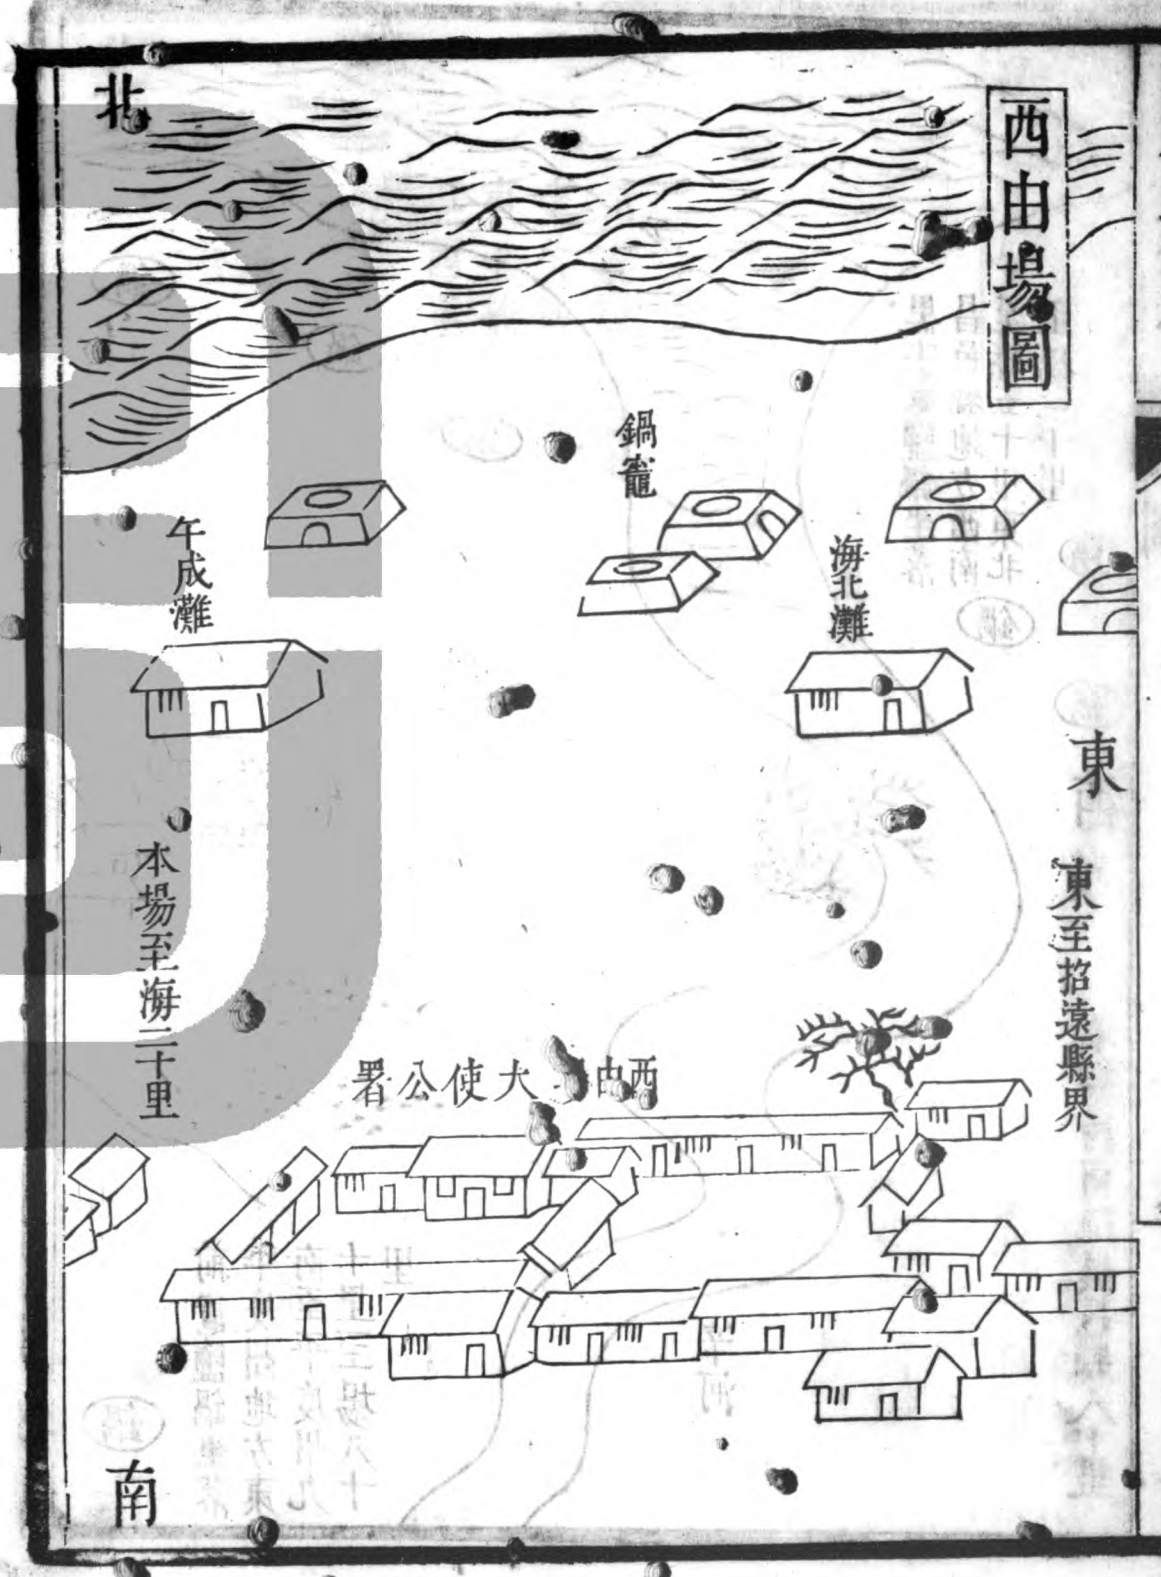 西由場圖
東
東至招遠縣界
海北灘
鍋竈
西由大使公署
北
午成灘
本場至海二十里
南